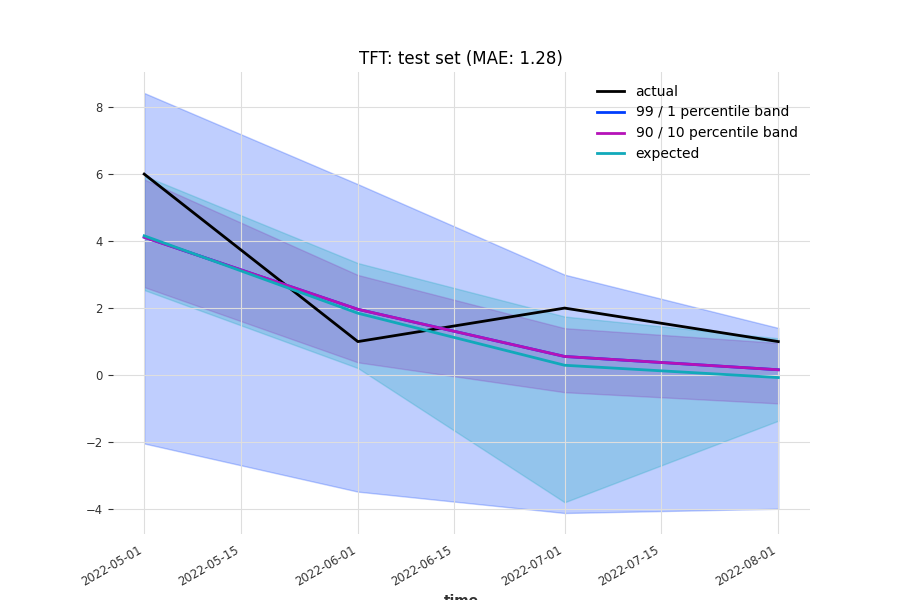 TFT: test set (MAE: 1.28)
actual
99 / 1 percentile band
90 / 10 percentile band
expected
8
6
4
2
0
−2
−4
2022-05-01
2022-05-15
2022-06-01
2022-06-15
2022-07-01
2022-07-15
2022-08-01
time